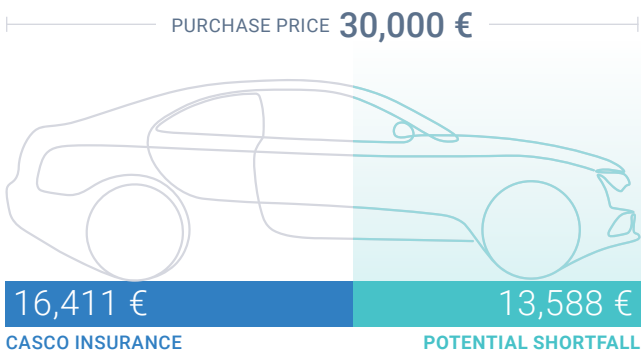 PURCHASE PRICE 30,000 €
16,411 € 13,588 €
CASCO INSURANCE POTENTIAL SHORTFALL